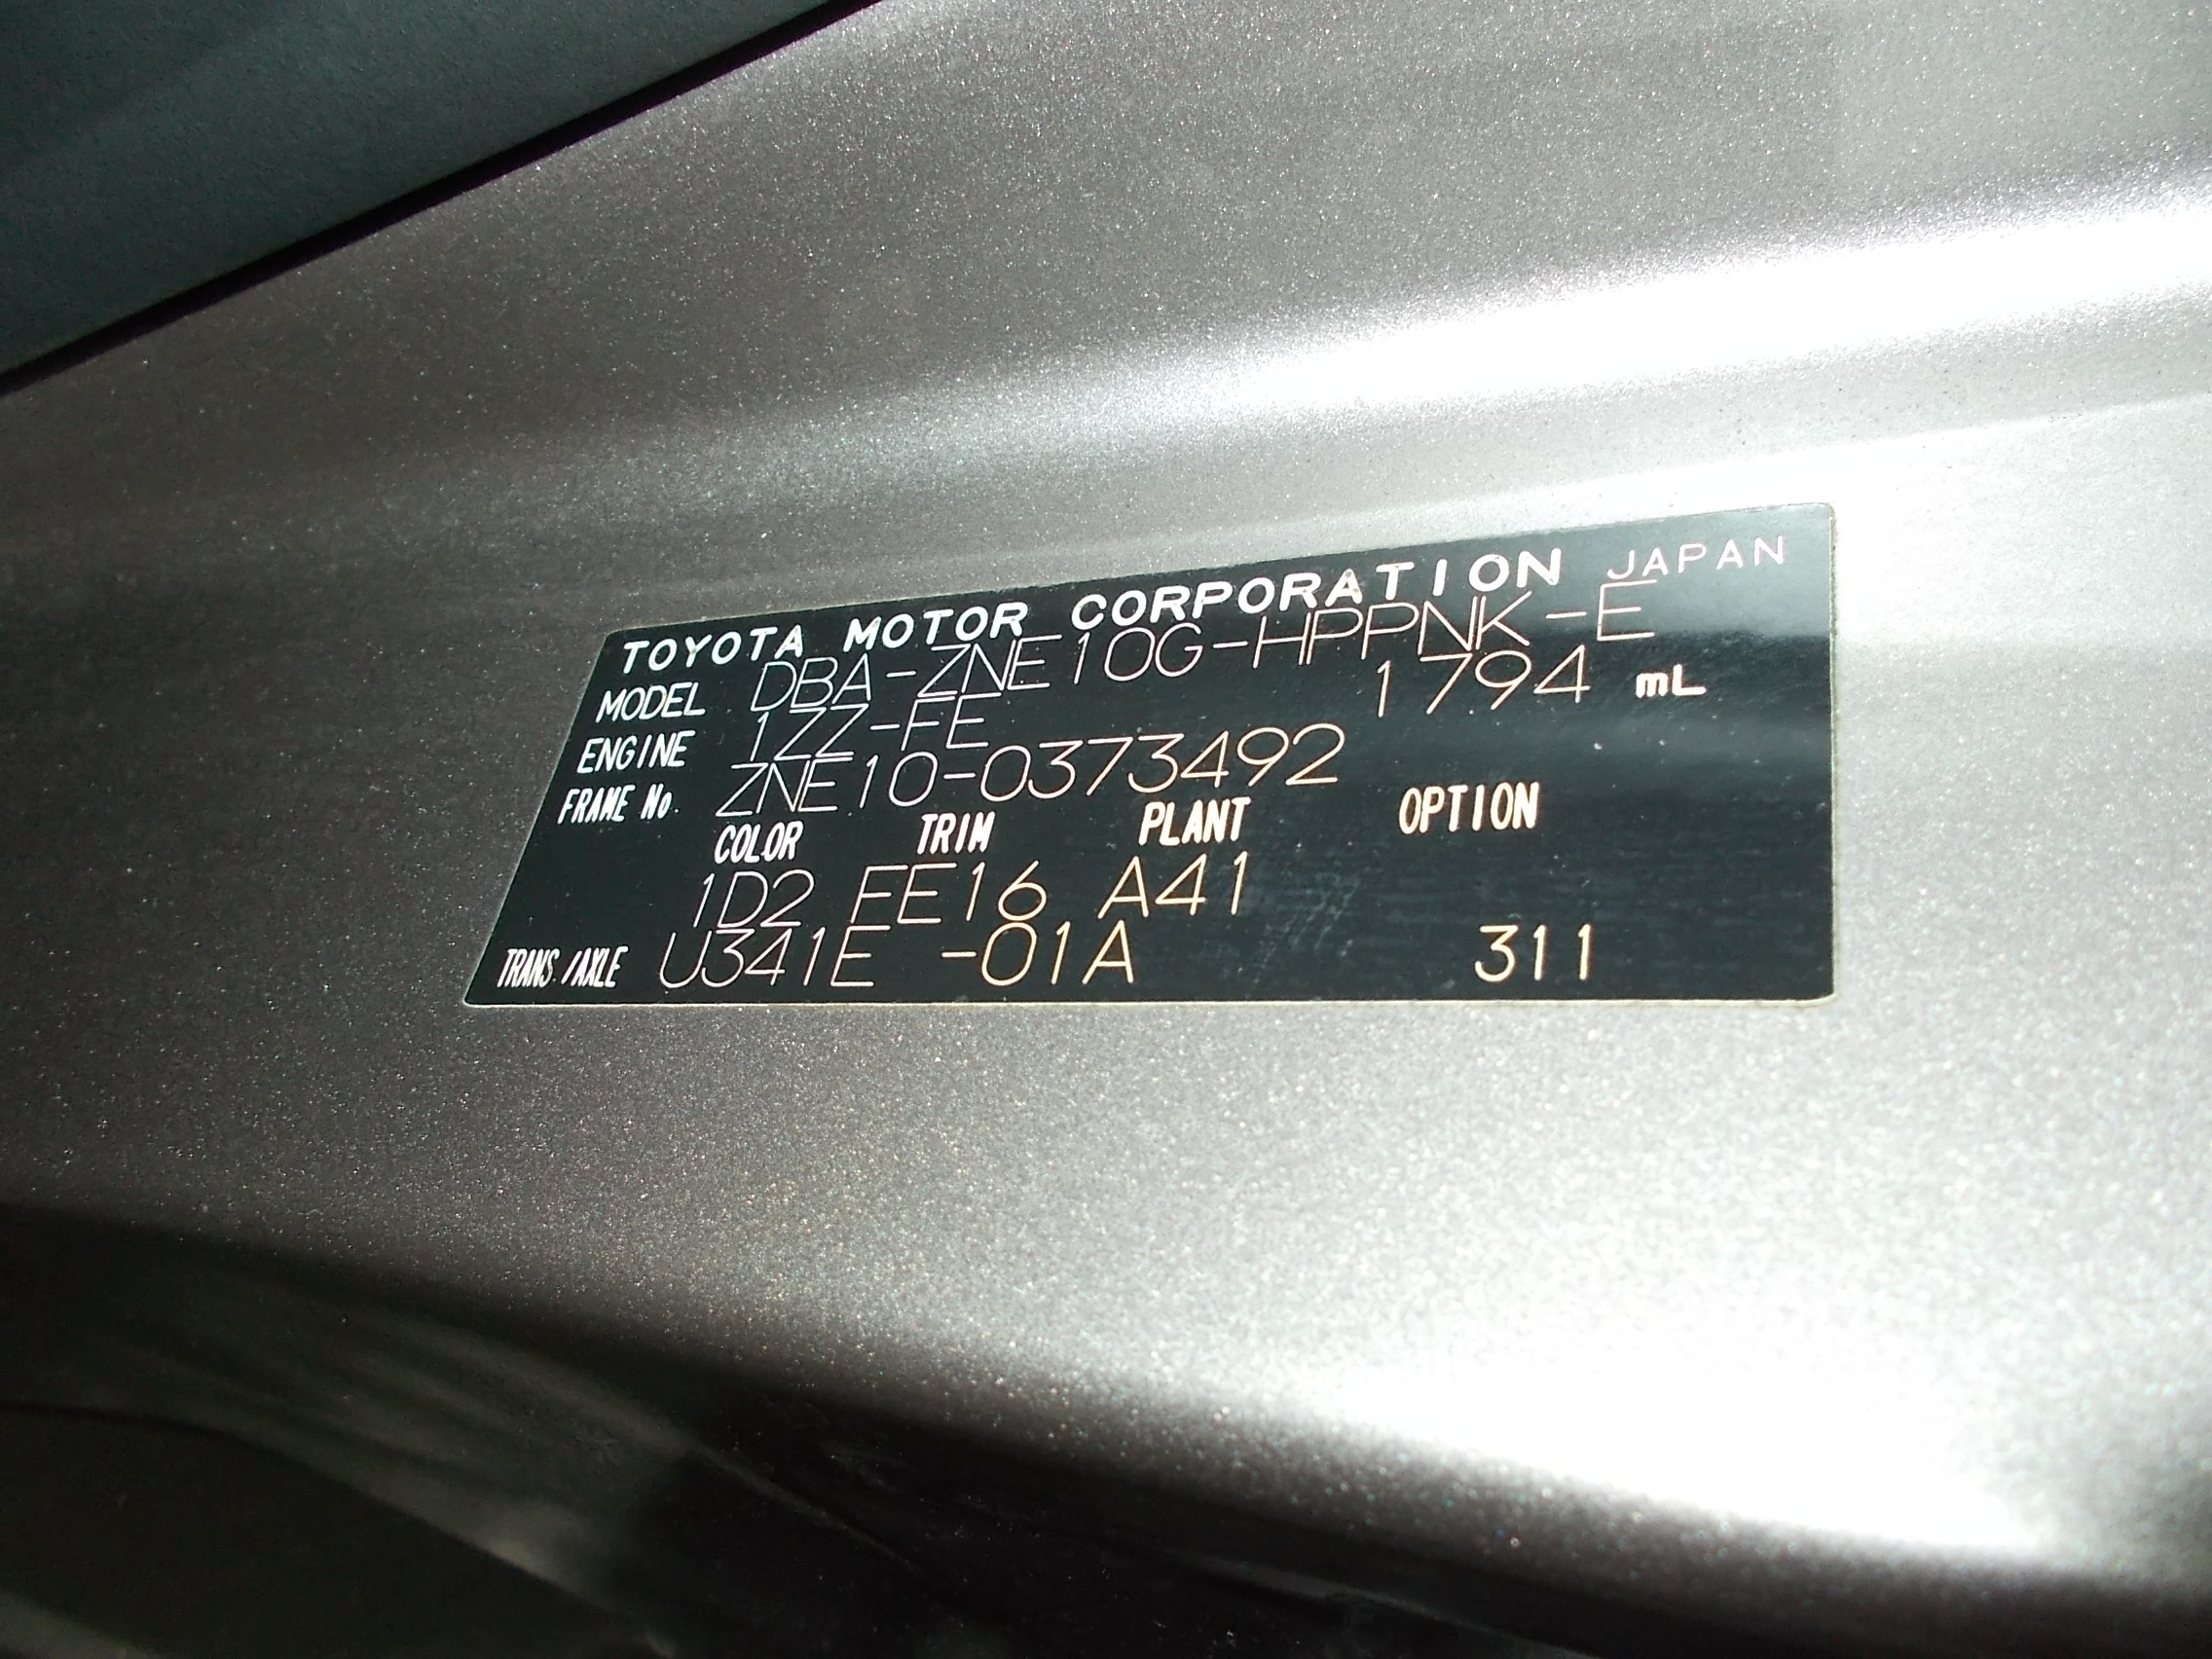 TOYOTA MOTOR CORPORATION JAPAN
MODEL DBA-ZNE10G-HPPNK-E
ENGINE 1ZZ-FE 1794 mL
FRAME No. ZNE10-0373492
COLOR TRIM PLANT OPTION
1D2 FE16 A41
TRANS./AXLE U341E -01A 311